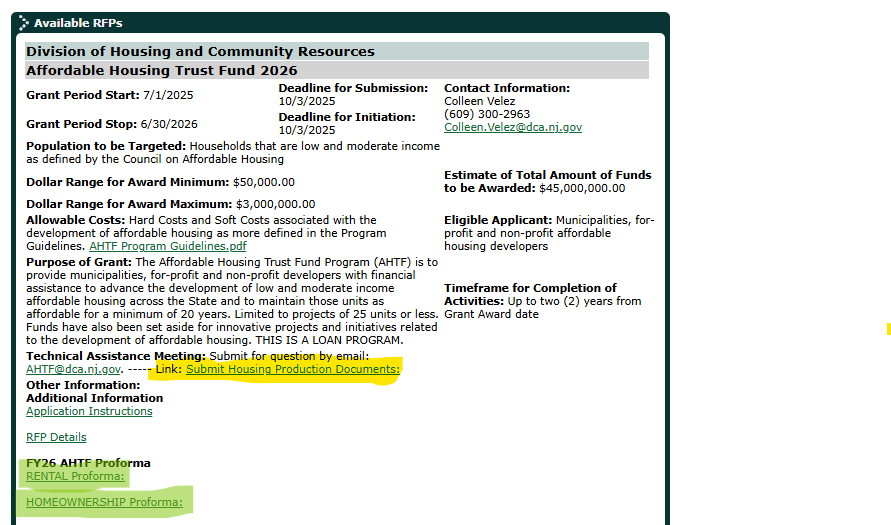 Available RFPs
Division of Housing and Community Resources
Affordable Housing Trust Fund 2026
Grant Period Start: 7/1/2025
Deadline for Submission:
10/3/2025
Contact Information:
Colleen Velez
(609) 300-2963
Colleen.Velez@dca.nj.gov
Grant Period Stop: 6/30/2026
Deadline for Initiation:
10/3/2025
Population to be Targeted: Households that are low and moderate income
as defined by the Council on Affordable Housing
Dollar Range for Award Minimum: $50,000.00
Estimate of Total Amount of Funds
to be Awarded: $45,000,000.00
Dollar Range for Award Maximum: $3,000,000.00
Allowable Costs: Hard Costs and Soft Costs associated with the
development of affordable housing as more defined in the Program
Guidelines. AHTF Program Guidelines.pdf
Eligible Applicant: Municipalities, for-
profit and non-profit affordable
housing developers
Purpose of Grant: The Affordable Housing Trust Fund Program (AHTF) is to
provide municipalities, for-profit and non-profit developers with financial
assistance to advance the development of low and moderate income
affordable housing across the State and to maintain those units as
affordable for a minimum of 20 years. Limited to projects of 25 units or less.
Funds have also been set aside for innovative projects and initiatives related
to the development of affordable housing. THIS IS A LOAN PROGRAM.
Timeframe for Completion of
Activities: Up to two (2) years from
Grant Award date
Technical Assistance Meeting: Submit for question by email:
AHTF@dca.nj.gov. ----- Link: Submit Housing Production Documents:
Other Information:
Additional Information
Application Instructions
RFP Details
FY26 AHTF Proforma
RENTAL Proforma:
HOMEOWNERSHIP Proforma: